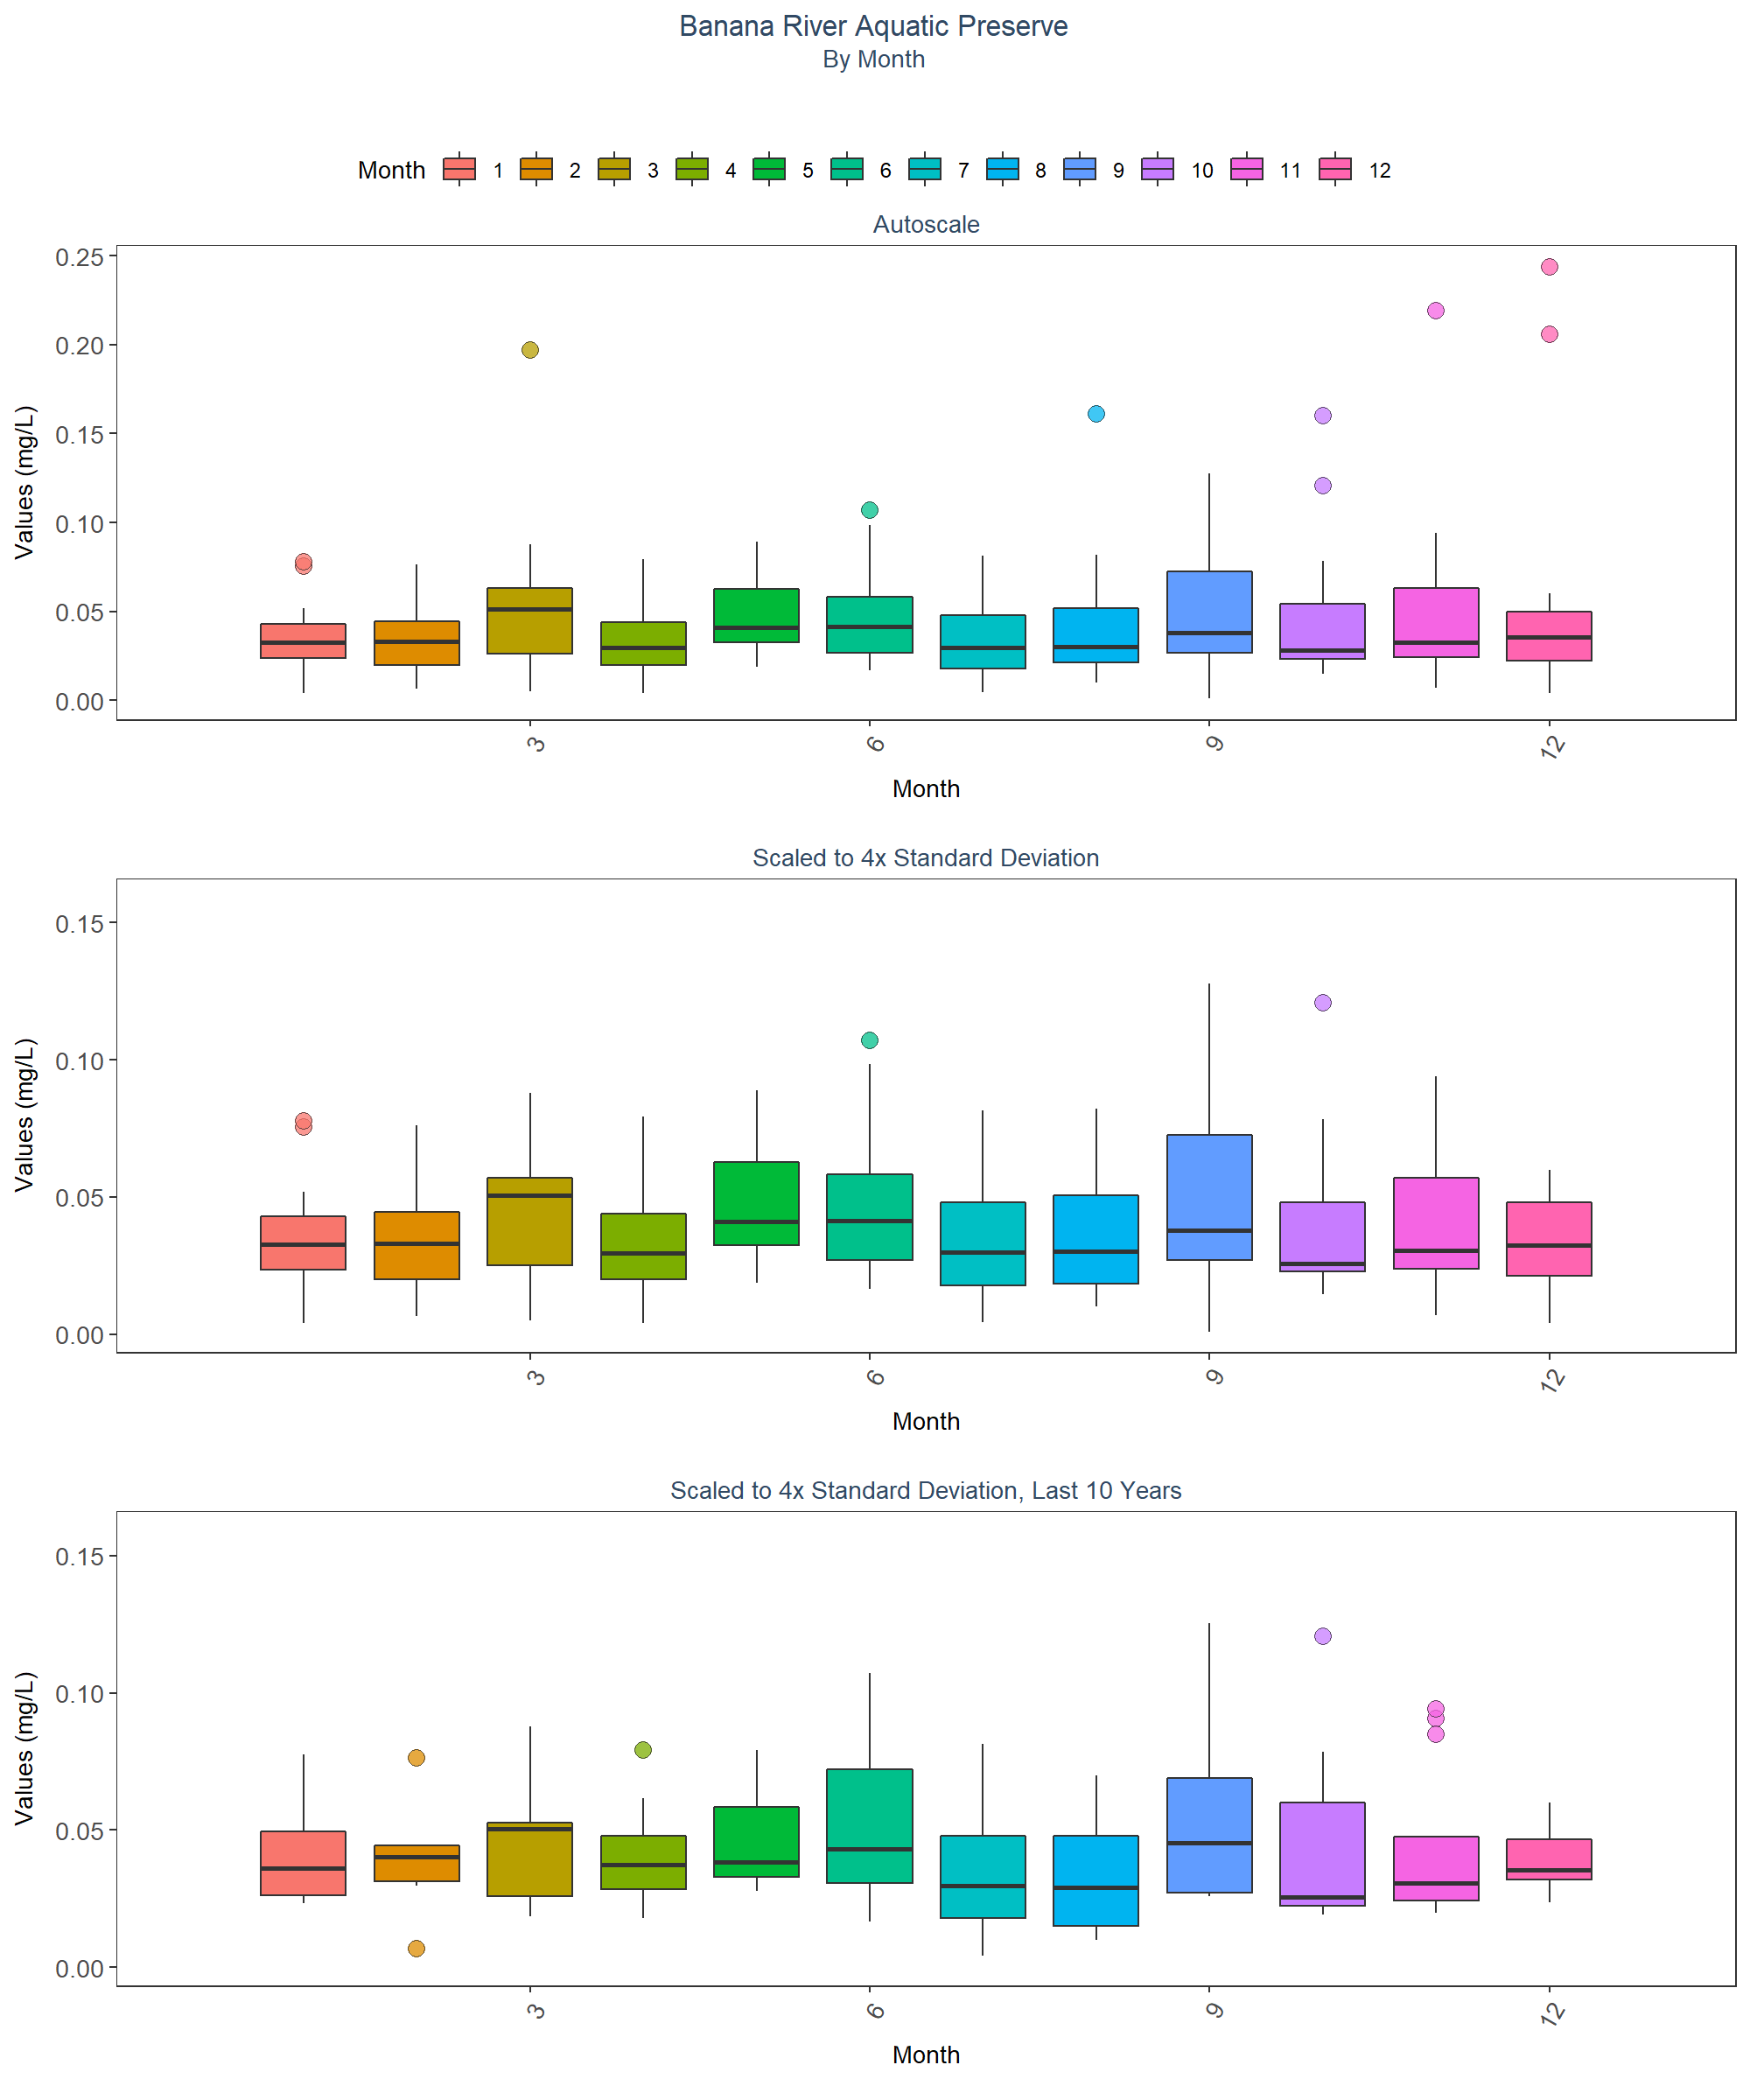 Banana River Aquatic Preserve
By Month
Month 1 2 3 4 5 6 7 8 9 10 11 12
Autoscale
Values (mg/L)
0.25
0.20
0.15
0.10
0.05
0.00
3 6 9 12
Month
Scaled to 4x Standard Deviation
Values (mg/L)
0.15
0.10
0.05
0.00
3 6 9 12
Month
Scaled to 4x Standard Deviation, Last 10 Years
Values (mg/L)
0.15
0.10
0.05
0.00
3 6 9 12
Month